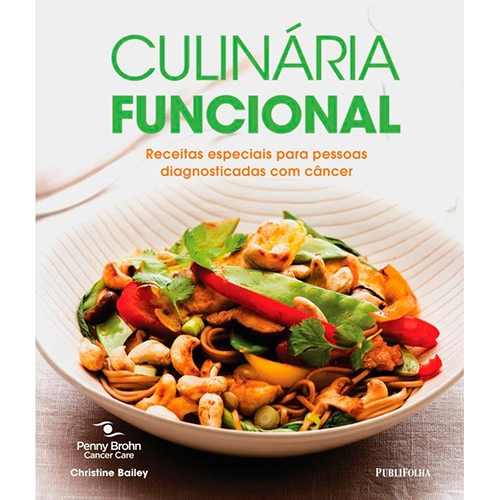 CULINÁRIA
FUNCIONAL
Receitas especiais para pessoas
diagnosticadas com câncer
Penny Brohn
Cancer Care
Christine Bailey
PUBLIFOLHA